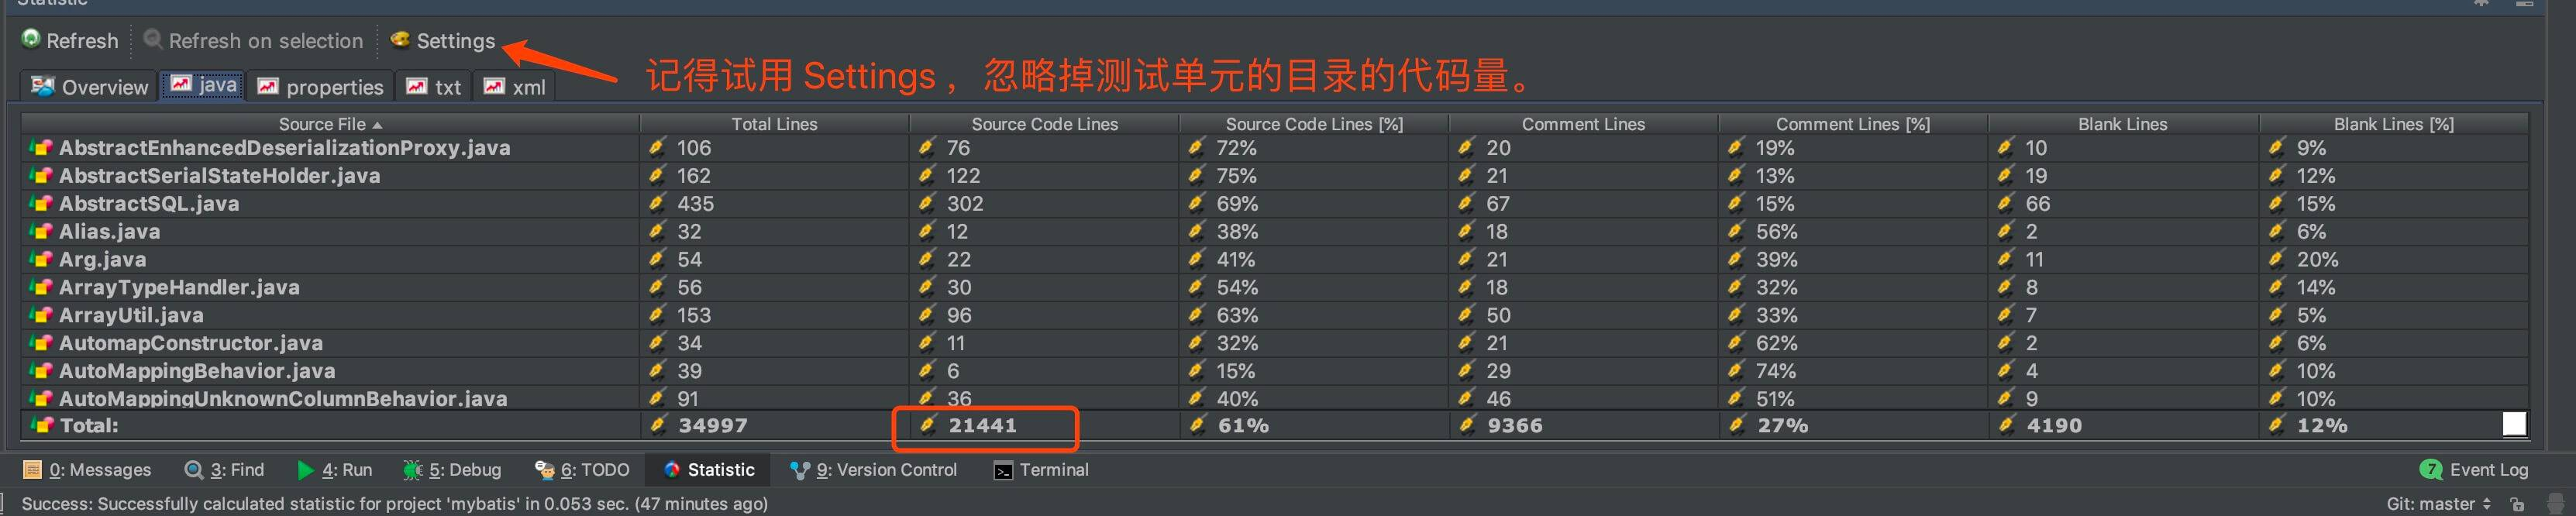 Statistic
Refresh Refresh on selection Settings
记得试用 Settings ，忽略掉测试单元的目录的代码量。
Overview java properties txt xml
Source File Total Lines Source Code Lines Source Code Lines [%] Comment Lines Comment Lines [%] Blank Lines Blank Lines [%]
AbstractEnhancedDeserializationProxy.java 106 76 72% 20 19% 10 9%
AbstractSerialStateHolder.java 162 122 75% 21 13% 19 12%
AbstractSQL.java 435 302 69% 67 15% 66 15%
Alias.java 32 12 38% 18 56% 2 6%
Arg.java 54 22 41% 21 39% 11 20%
ArrayTypeHandler.java 56 30 54% 18 32% 8 14%
ArrayUtil.java 153 96 63% 50 33% 7 5%
AutomapConstructor.java 34 11 32% 21 62% 2 6%
AutoMappingBehavior.java 39 6 15% 29 74% 4 10%
AutoMappingUnknownColumnBehavior.java 91 36 40% 46 51% 9 10%
Total: 34997 21441 61% 9366 27% 4190 12%
0: Messages 3: Find 4: Run 5: Debug 6: TODO Statistic 9: Version Control Terminal 7 Event Log
Success: Successfully calculated statistic for project 'mybatis' in 0.053 sec. (47 minutes ago) Git: master